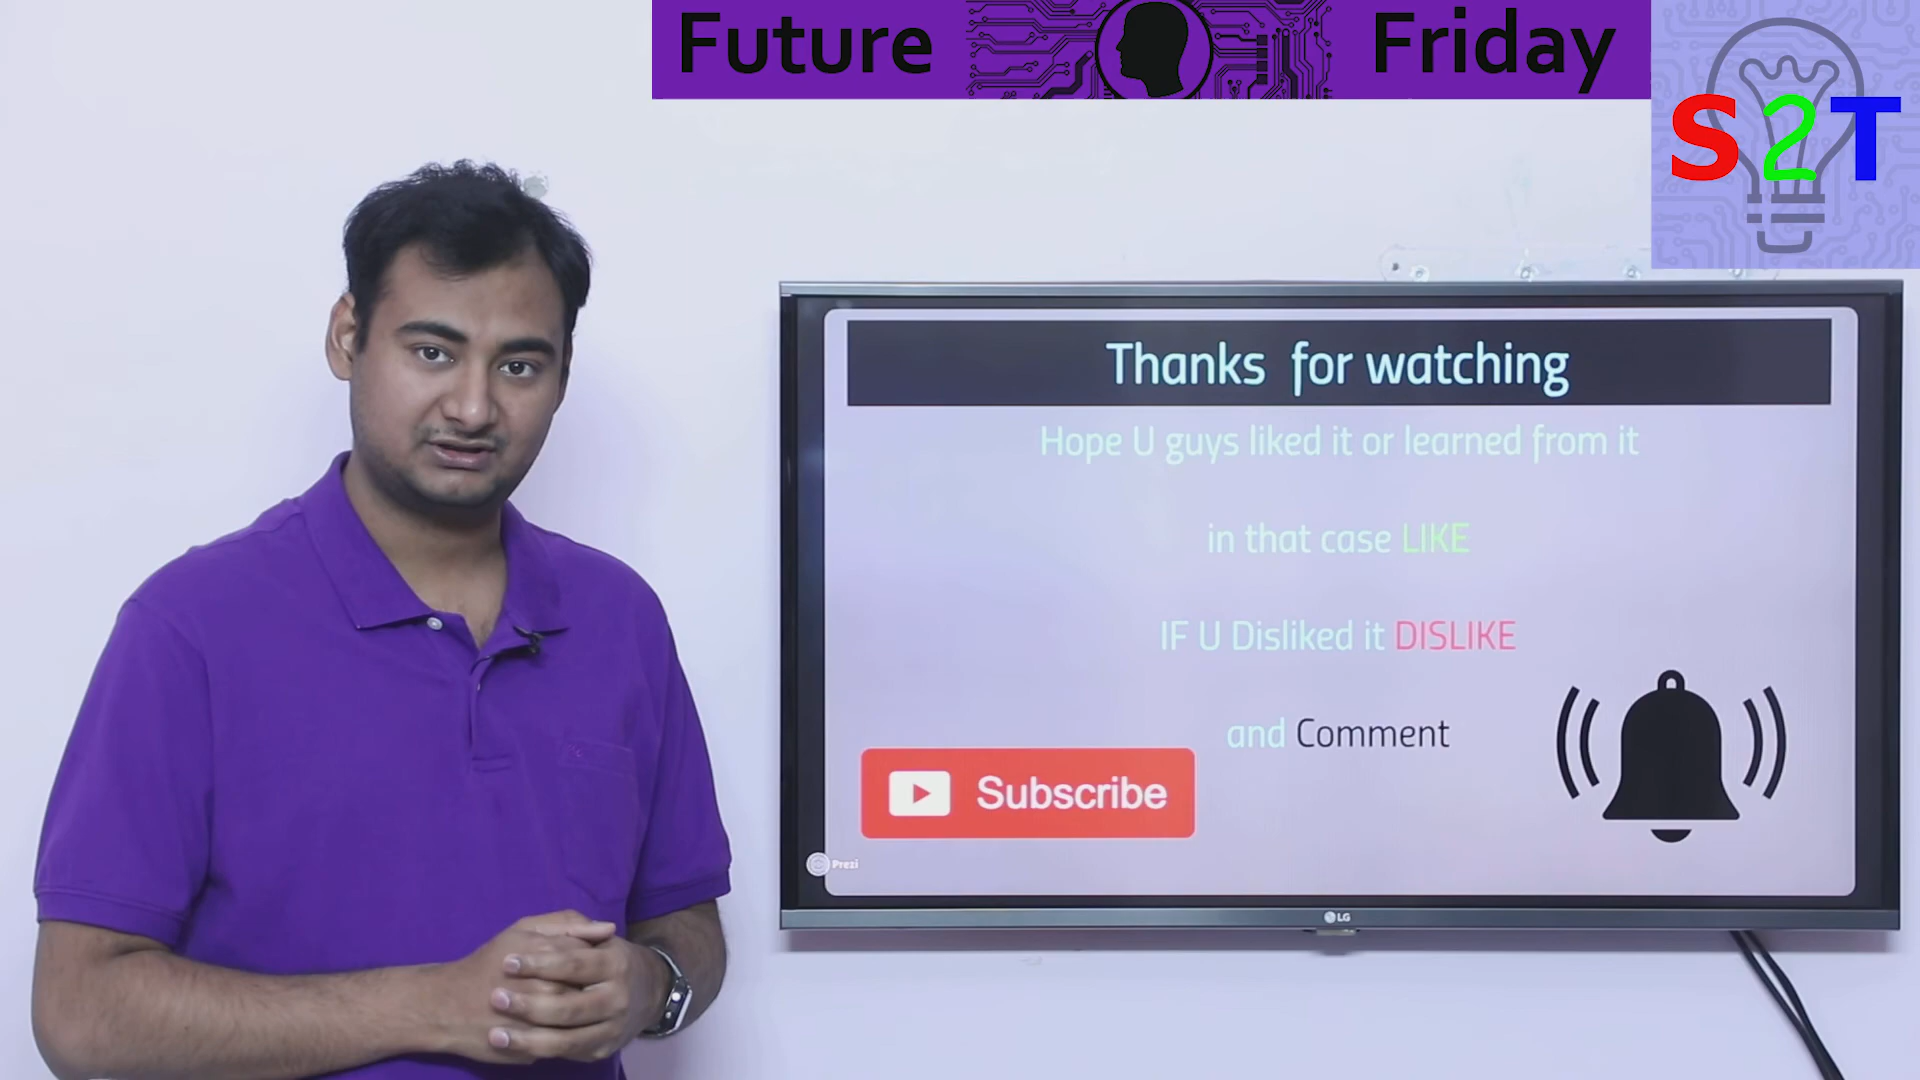 Future Friday
S2T
Thanks for watching
Hope U guys liked it or learned from it
in that case LIKE
IF U Disliked it DISLIKE
and Comment
Subscribe
Prezi
LG